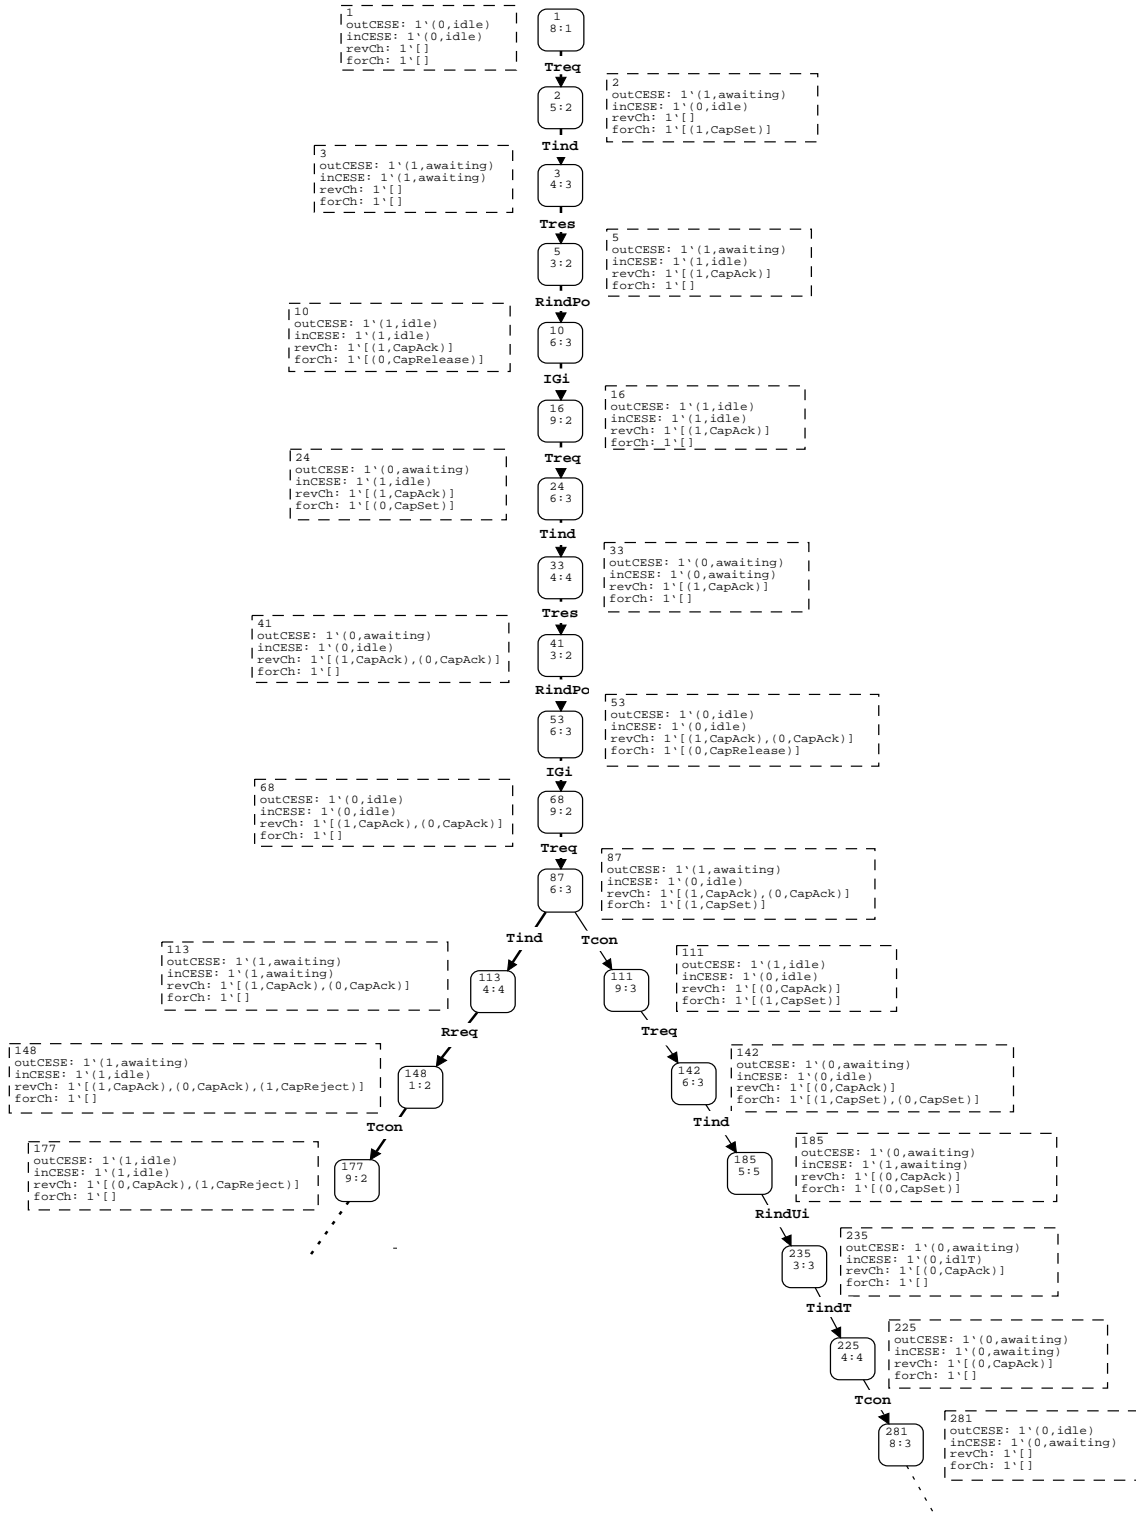 1
outCESE: 1`(0,idle)
inCESE: 1`(0,idle)
revCh: 1`[]
forCh: 1`[]
1
8:1
Treq
2
5:2
2
outCESE: 1`(1,awaiting)
inCESE: 1`(0,idle)
revCh: 1`[]
forCh: 1`[(1,CapSet)]
Tind
3
outCESE: 1`(1,awaiting)
inCESE: 1`(1,awaiting)
revCh: 1`[]
forCh: 1`[]
3
4:3
Tres
5
3:2
5
outCESE: 1`(1,awaiting)
inCESE: 1`(1,idle)
revCh: 1`[(1,CapAck)]
forCh: 1`[]
RindPo
10
outCESE: 1`(1,idle)
inCESE: 1`(1,idle)
revCh: 1`[(1,CapAck)]
forCh: 1`[(0,CapRelease)]
10
6:3
IGi
16
9:2
16
outCESE: 1`(1,idle)
inCESE: 1`(1,idle)
revCh: 1`[(1,CapAck)]
forCh: 1`[]
Treq
24
outCESE: 1`(0,awaiting)
inCESE: 1`(1,idle)
revCh: 1`[(1,CapAck)]
forCh: 1`[(0,CapSet)]
24
6:3
Tind
33
4:4
33
outCESE: 1`(0,awaiting)
inCESE: 1`(0,awaiting)
revCh: 1`[(1,CapAck)]
forCh: 1`[]
Tres
41
outCESE: 1`(0,awaiting)
inCESE: 1`(0,idle)
revCh: 1`[(1,CapAck),(0,CapAck)]
forCh: 1`[]
41
3:2
RindPo
53
6:3
53
outCESE: 1`(0,idle)
inCESE: 1`(0,idle)
revCh: 1`[(1,CapAck),(0,CapAck)]
forCh: 1`[(0,CapRelease)]
IGi
68
outCESE: 1`(0,idle)
inCESE: 1`(0,idle)
revCh: 1`[(1,CapAck),(0,CapAck)]
forCh: 1`[]
68
9:2
Treq
87
6:3
87
outCESE: 1`(1,awaiting)
inCESE: 1`(0,idle)
revCh: 1`[(1,CapAck),(0,CapAck)]
forCh: 1`[(1,CapSet)]
Tind
Tcon
113
outCESE: 1`(1,awaiting)
inCESE: 1`(1,awaiting)
revCh: 1`[(1,CapAck),(0,CapAck)]
forCh: 1`[]
113
4:4
111
9:3
111
outCESE: 1`(1,idle)
inCESE: 1`(0,idle)
revCh: 1`[(0,CapAck)]
forCh: 1`[(1,CapSet)]
Rreq
Treq
148
outCESE: 1`(1,awaiting)
inCESE: 1`(1,idle)
revCh: 1`[(1,CapAck),(0,CapAck),(1,CapReject)]
forCh: 1`[]
148
1:2
142
6:3
142
outCESE: 1`(0,awaiting)
inCESE: 1`(0,idle)
revCh: 1`[(0,CapAck)]
forCh: 1`[(1,CapSet),(0,CapSet)]
Tcon
Tind
177
outCESE: 1`(1,idle)
inCESE: 1`(1,idle)
revCh: 1`[(0,CapAck),(1,CapReject)]
forCh: 1`[]
177
9:2
185
5:5
185
outCESE: 1`(0,awaiting)
inCESE: 1`(1,awaiting)
revCh: 1`[(0,CapAck)]
forCh: 1`[(0,CapSet)]
RindUi
235
3:3
235
outCESE: 1`(0,awaiting)
inCESE: 1`(0,idlT)
revCh: 1`[(0,CapAck)]
forCh: 1`[]
TindT
225
4:4
225
outCESE: 1`(0,awaiting)
inCESE: 1`(0,awaiting)
revCh: 1`[(0,CapAck)]
forCh: 1`[]
Tcon
281
8:3
281
outCESE: 1`(0,idle)
inCESE: 1`(0,awaiting)
revCh: 1`[]
forCh: 1`[]